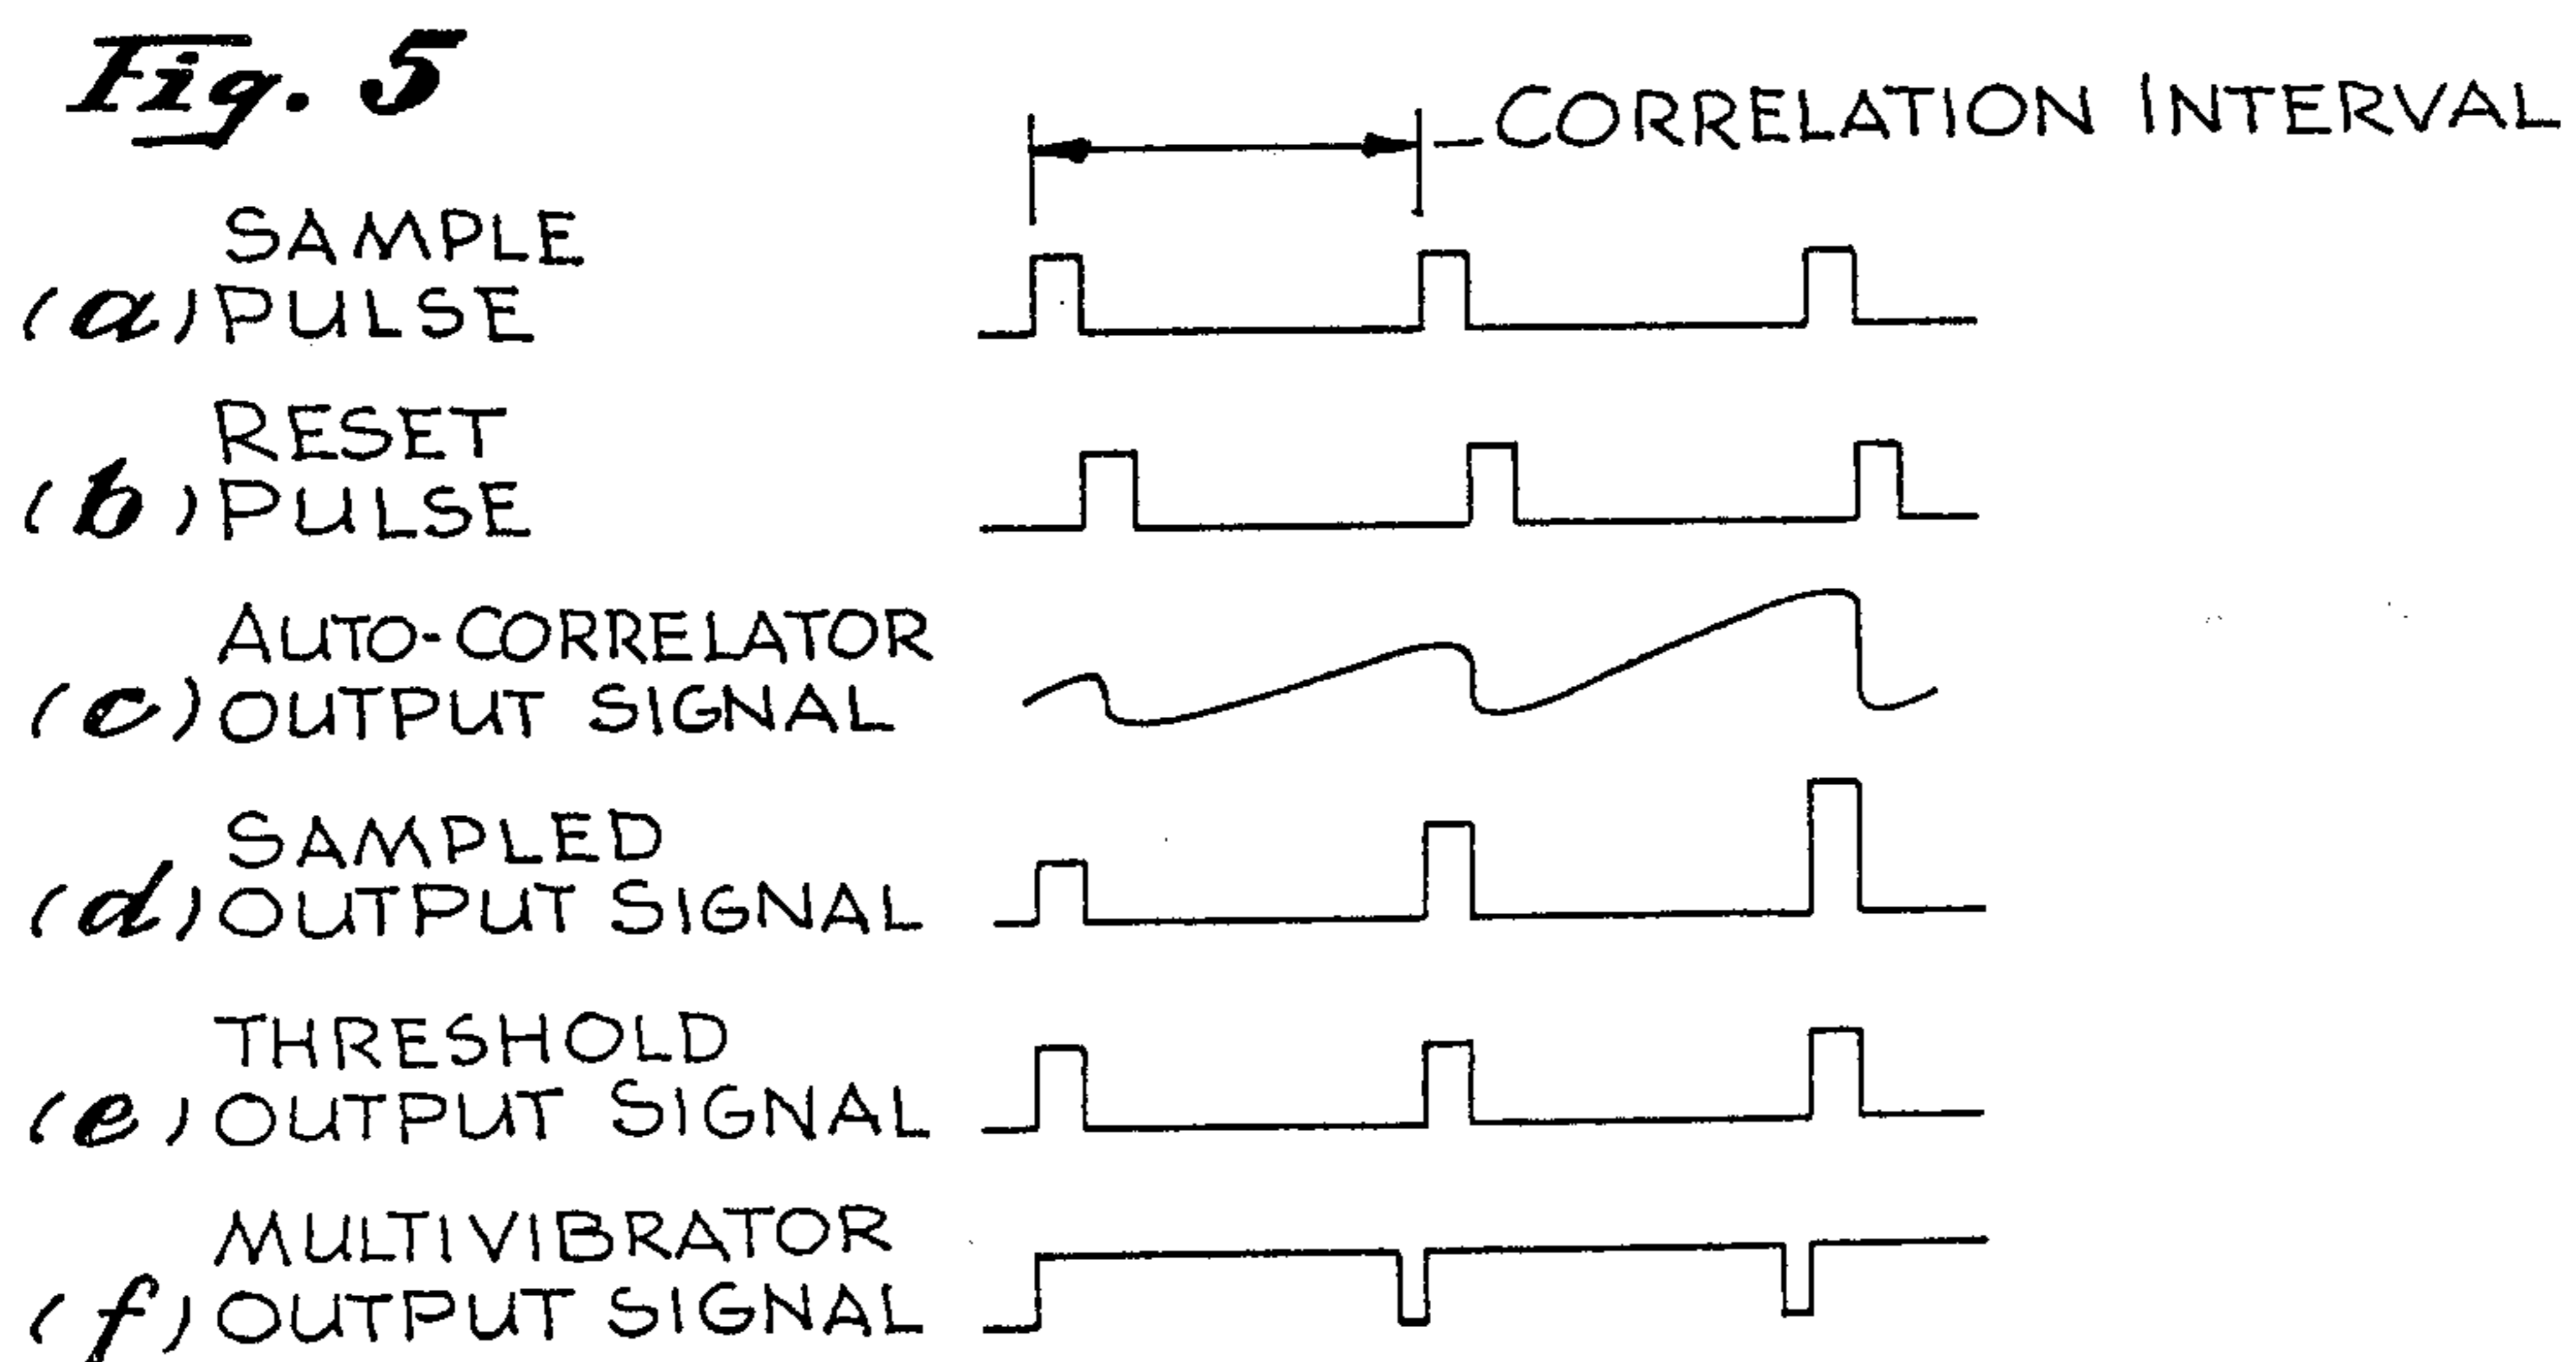 Fig. 5
CORRELATION INTERVAL
SAMPLE
(a) PULSE
RESET
(b) PULSE
AUTO-CORRELATOR
(c) OUTPUT SIGNAL
SAMPLED
(d) OUTPUT SIGNAL
THRESHOLD
(e) OUTPUT SIGNAL
MULTIVIBRATOR
(f) OUTPUT SIGNAL